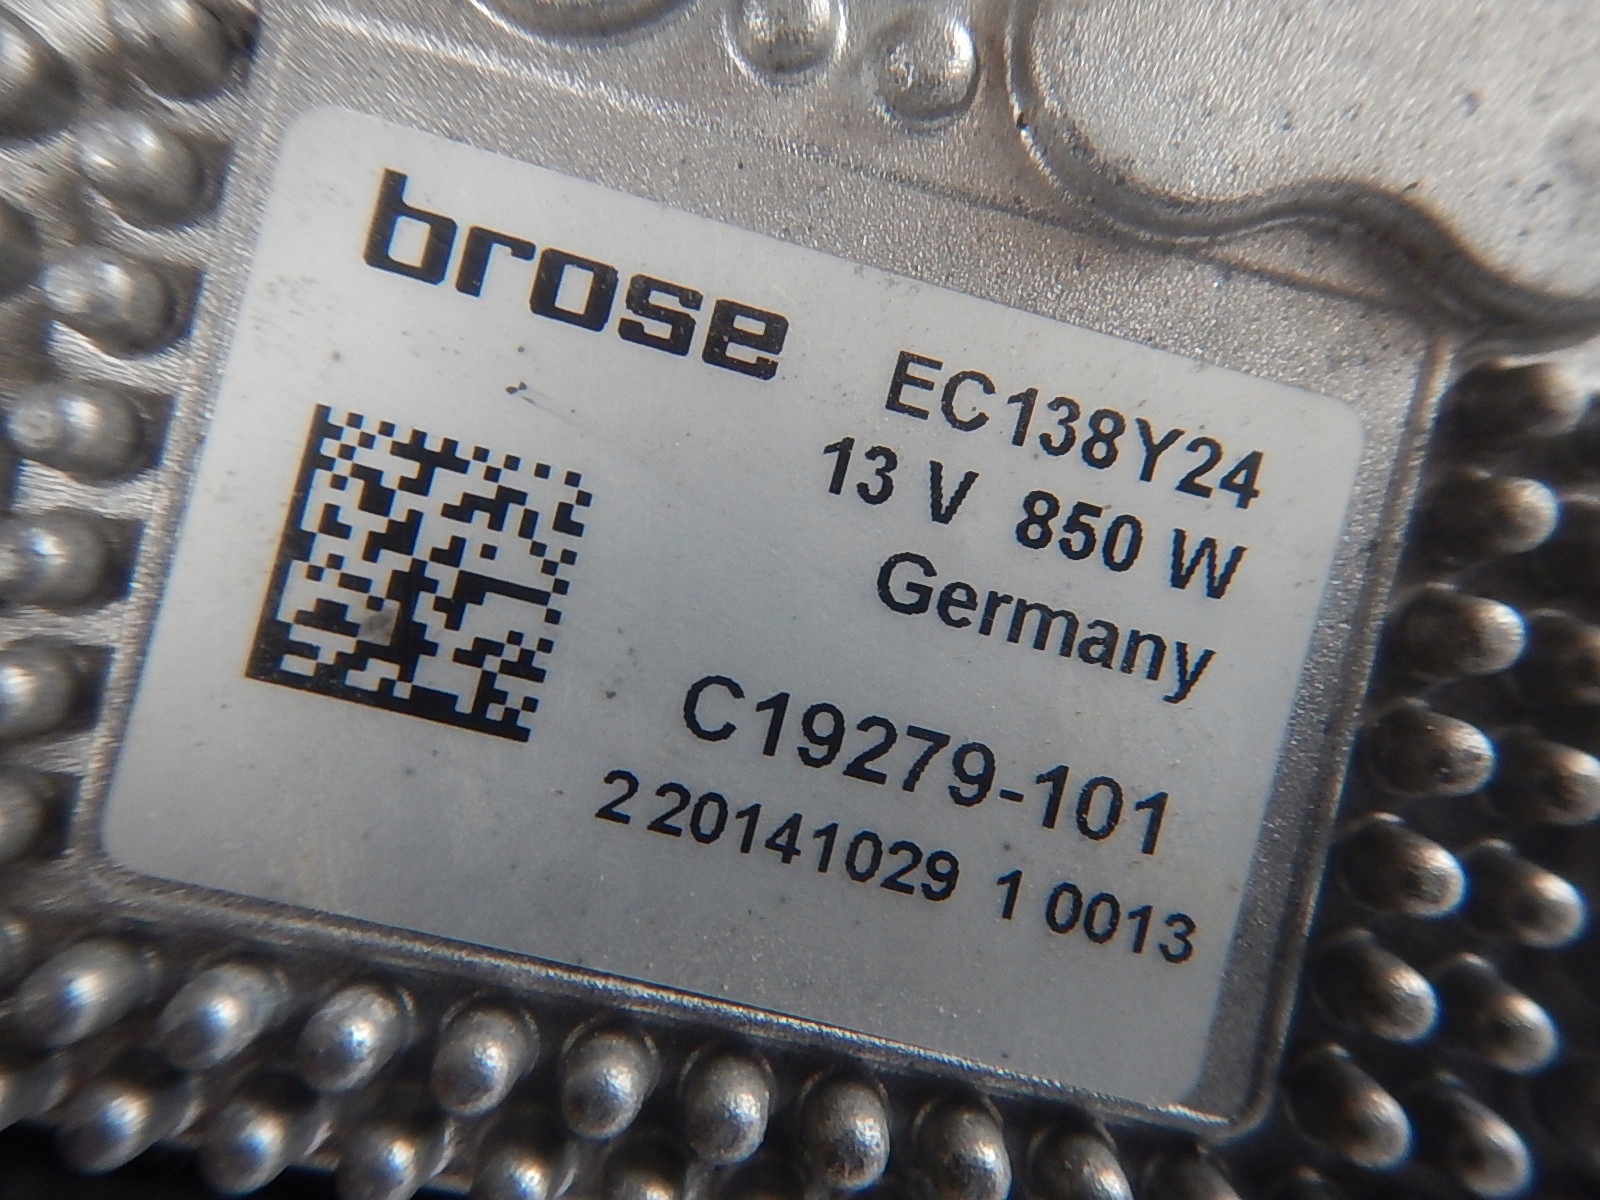 brose
EC138Y24
13 V 850 W
Germany
C19279-101
2 20141029 1 0013